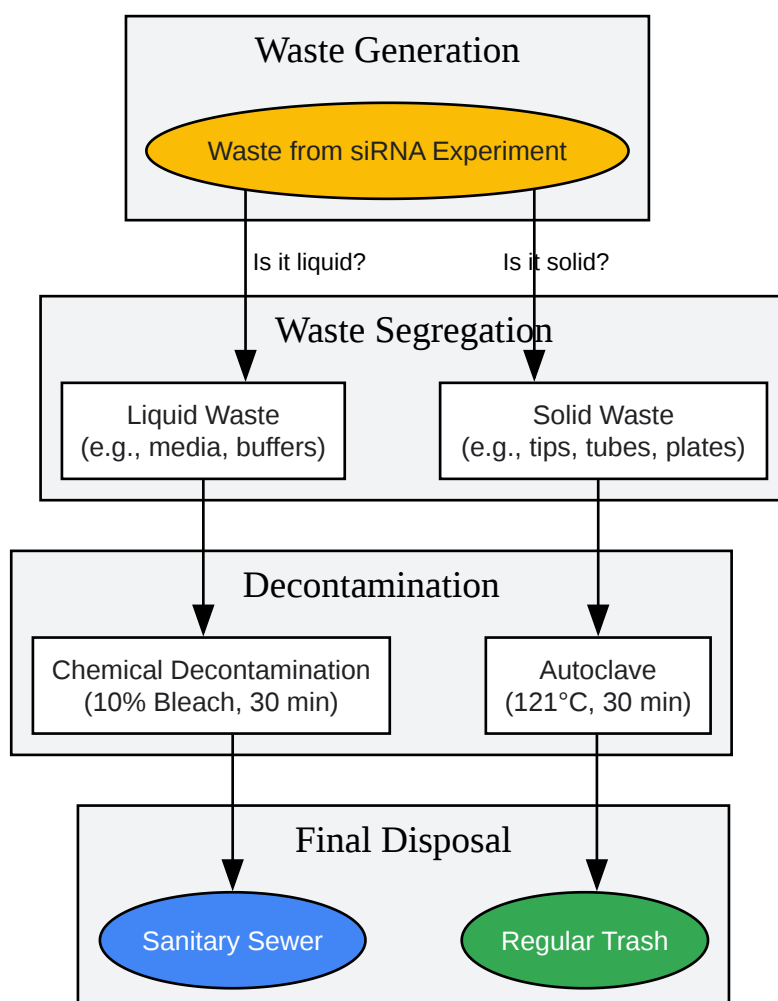 Waste Generation
Waste from siRNA Experiment
Is it liquid?
Is it solid?
Waste Segregation
Liquid Waste
(e.g., media, buffers)
Solid Waste
(e.g., tips, tubes, plates)
Decontamination
Chemical Decontamination
(10% Bleach, 30 min)
Autoclave
(121°C, 30 min)
Final Disposal
Sanitary Sewer
Regular Trash